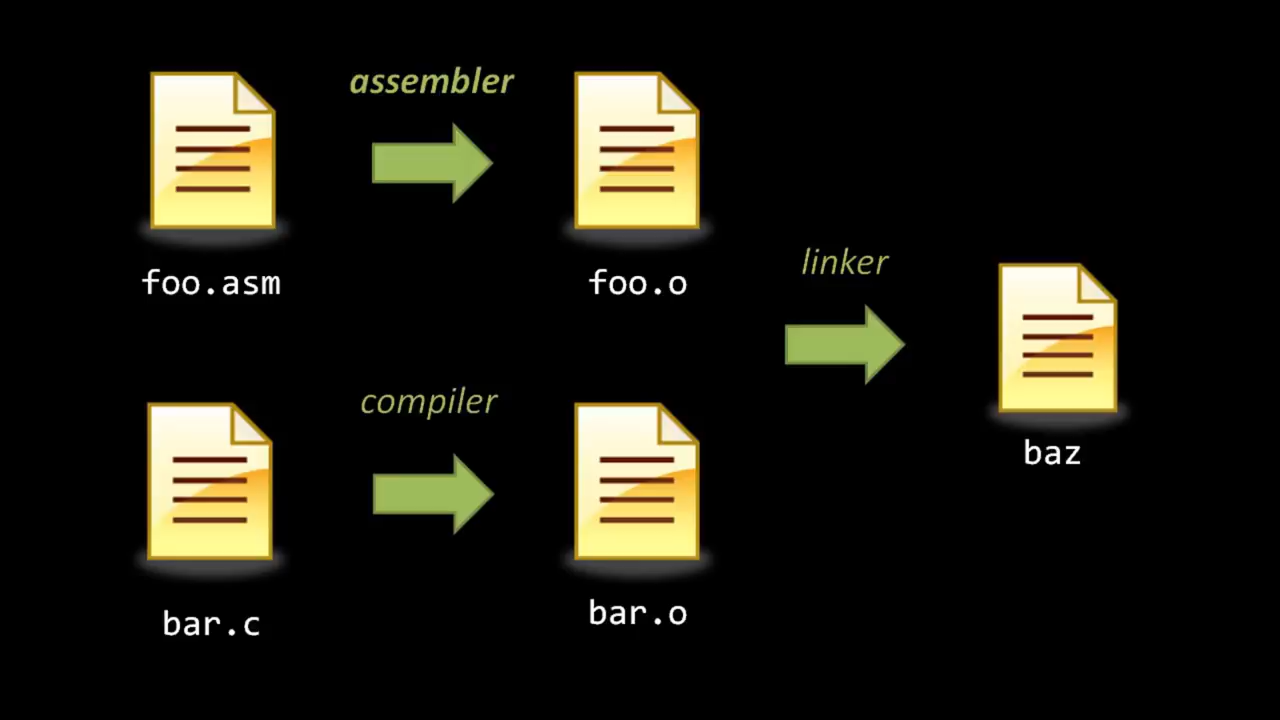 assembler
foo.asm
foo.o
linker
baz
compiler
bar.c
bar.o